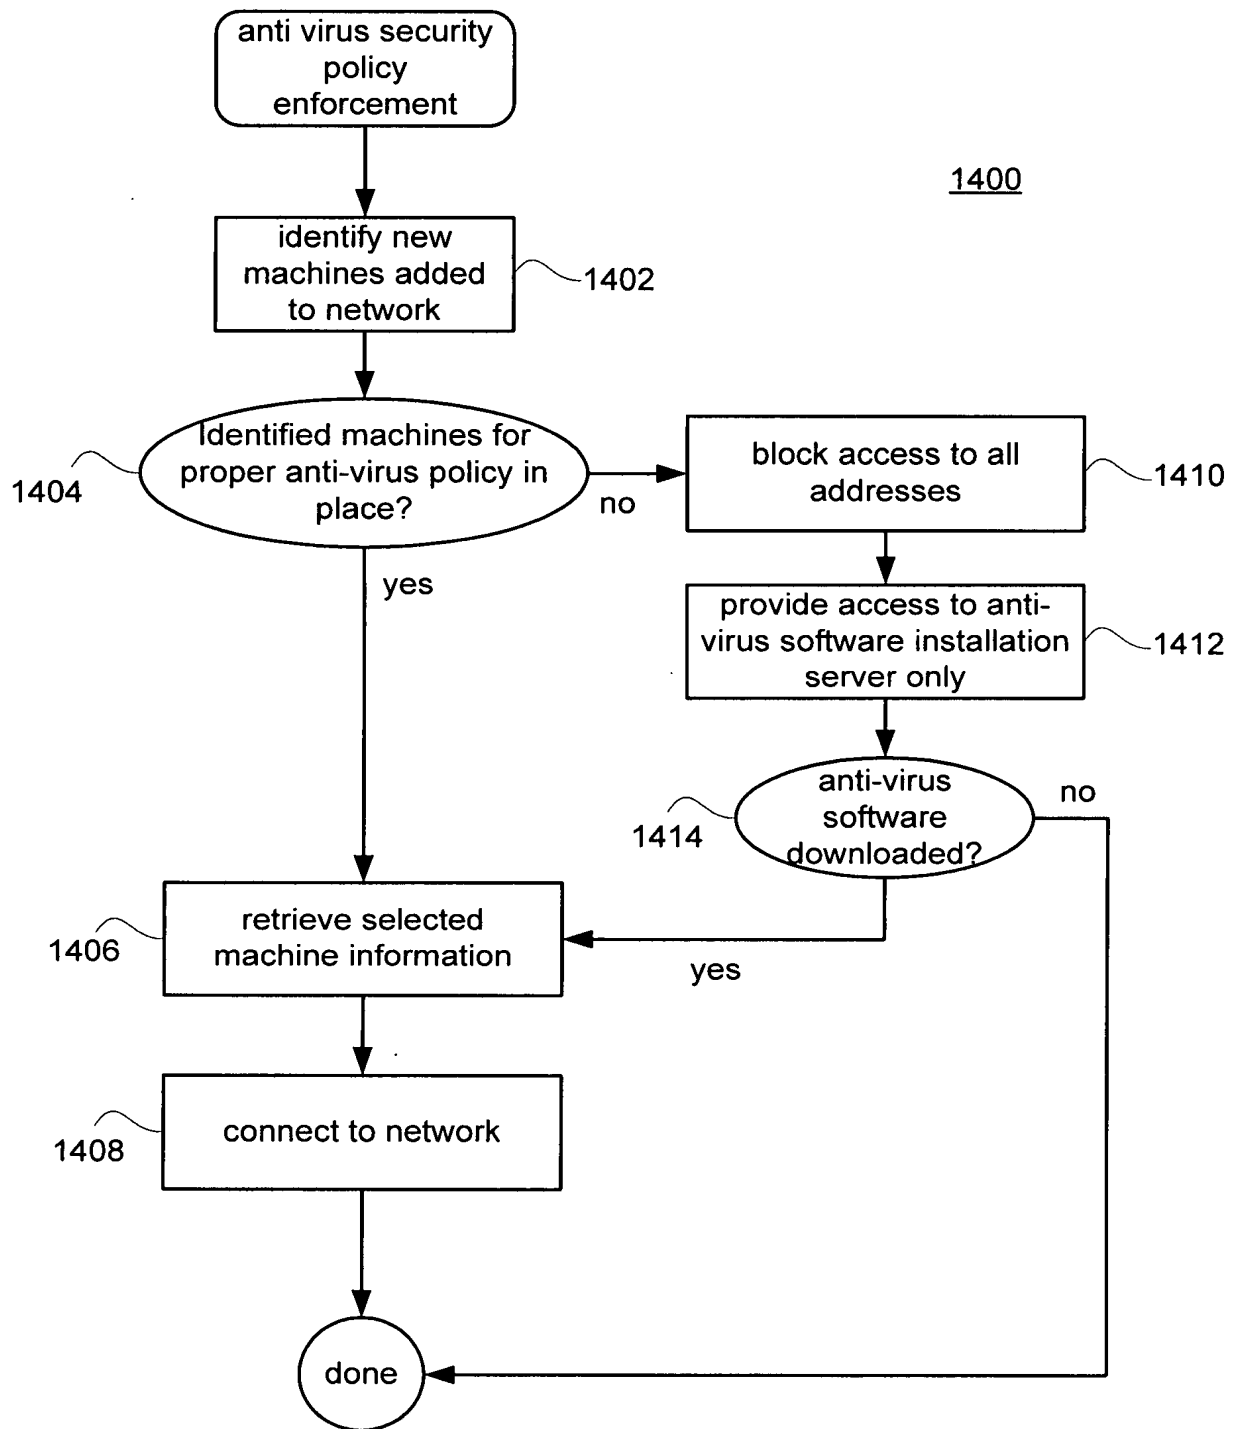 anti virus security
policy
enforcement
1400
identify new
machines added
to network
1402
Identified machines for
proper anti-virus policy in
place?
1404
no
yes
block access to all
addresses
1410
provide access to anti-
virus software installation
server only
1412
anti-virus
software
downloaded?
1414
no
yes
retrieve selected
machine information
1406
connect to network
1408
done